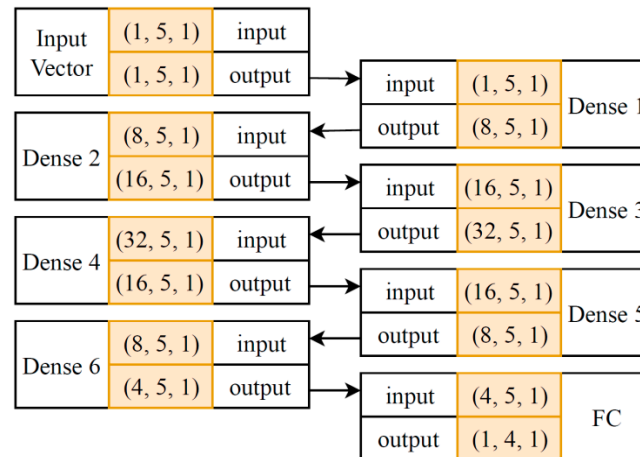 Input Vector
(1, 5, 1) input
(1, 5, 1) output
input (1, 5, 1)
output (8, 5, 1)
Dense 1
Dense 2
(8, 5, 1) input
(16, 5, 1) output
input (16, 5, 1)
output (32, 5, 1)
Dense 3
Dense 4
(32, 5, 1) input
(16, 5, 1) output
input (16, 5, 1)
output (8, 5, 1)
Dense 5
Dense 6
(8, 5, 1) input
(4, 5, 1) output
input (4, 5, 1)
output (1, 4, 1)
FC